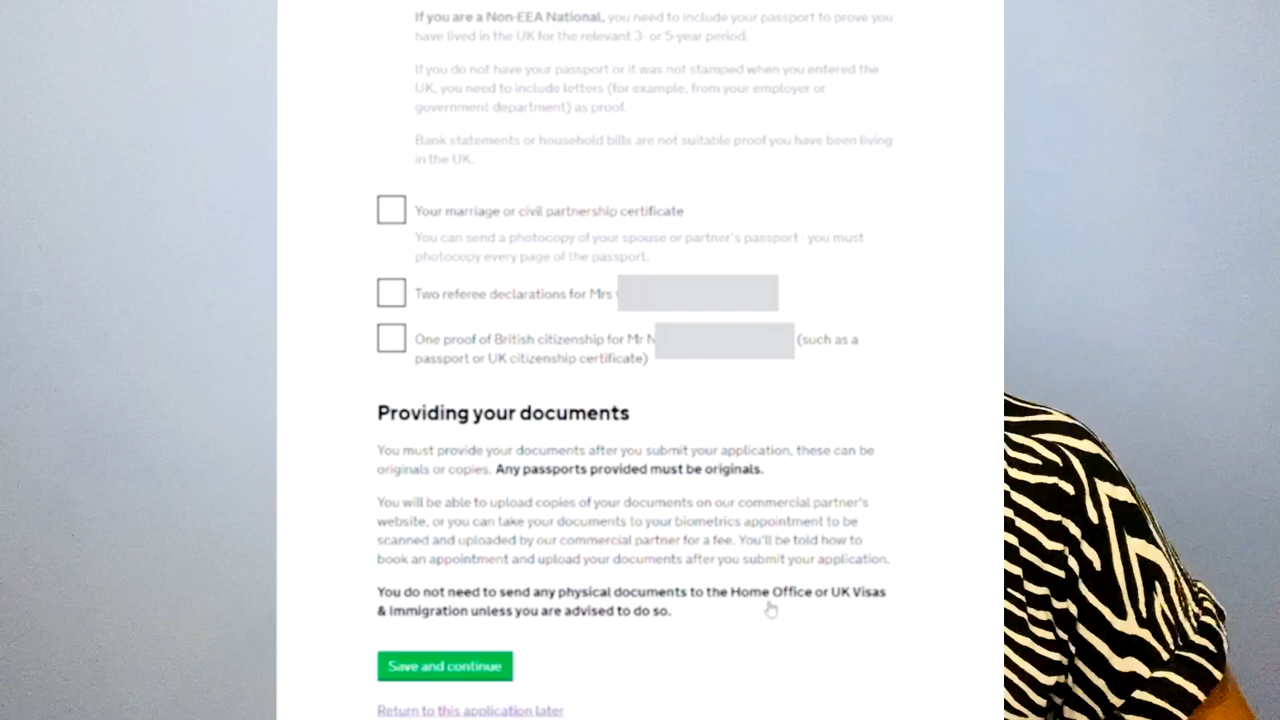 If you are a Non-EEA National, you need to include your passport to prove you
have lived in the UK for the relevant 3- or 5-year period.
If you do not have your passport or it was not stamped when you entered the
UK, you need to include letters (for example, from your employer or
government department) as proof.
Bank statements or household bills are not suitable proof you have been living
in the UK.
Your marriage or civil partnership certificate
You can send a photocopy of your spouse or partner's passport - you must
photocopy every page of the passport.
Two referee declarations for Mrs
One proof of British citizenship for Mr N (such as a
passport or UK citizenship certificate)
Providing your documents
You must provide your documents after you submit your application, these can be
originals or copies. Any passports provided must be originals.
You will be able to upload copies of your documents on our commercial partner's
website, or you can take your documents to your biometrics appointment to be
scanned and uploaded by our commercial partner for a fee. You'll be told how to
book an appointment and upload your documents after you submit your application.
You do not need to send any physical documents to the Home Office or UK Visas
& Immigration unless you are advised to do so.
Save and continue
Return to this application later